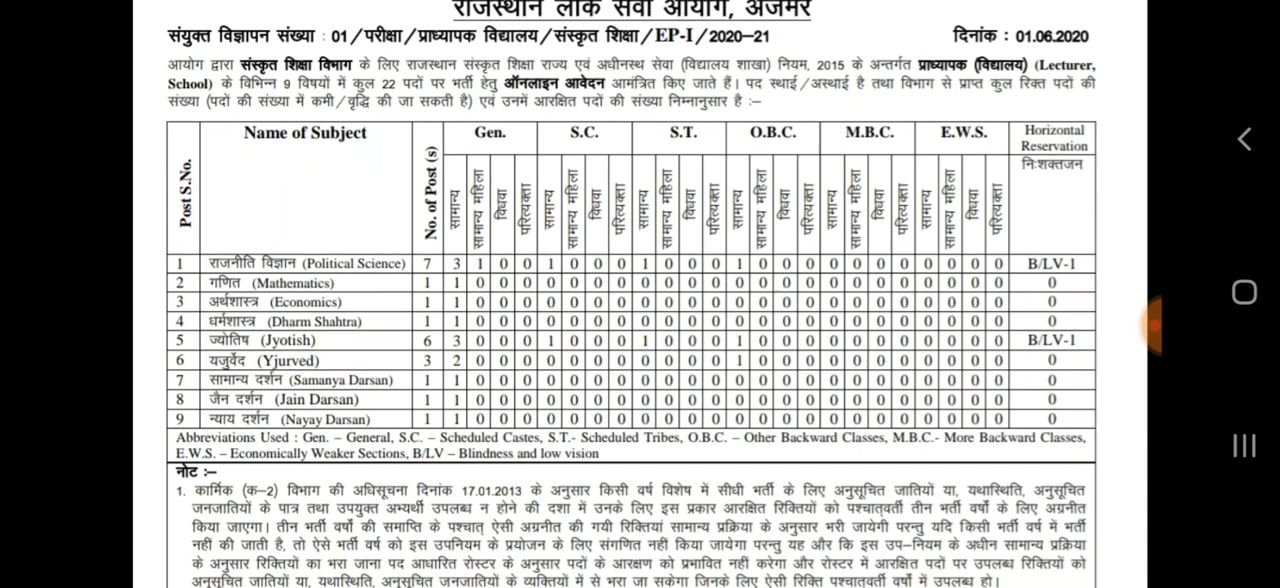 राजस्थान लोक सेवा आयोग, अजमेर
संयुक्त विज्ञापन संख्या : 01/परीक्षा/प्राध्यापक विद्यालय/संस्कृत शिक्षा/EP-I/2020-21 दिनांक : 01.06.2020
आयोग द्वारा संस्कृत शिक्षा विभाग के लिए राजस्थान संस्कृत शिक्षा राज्य एवं अधीनस्थ सेवा (विद्यालय शाखा) नियम, 2015 के अन्तर्गत प्राध्यापक (विद्यालय) (Lecturer,
School) के विभिन्न 9 विषयों में कुल 22 पदों पर भर्ती हेतु ऑनलाइन आवेदन आमंत्रित किए जाते हैं। पद स्थाई/अस्थाई है तथा विभाग से प्राप्त कुल रिक्त पदों की
संख्या (पदों की संख्या में कमी/वृद्धि की जा सकती है) एवं उनमें आरक्षित पदों की संख्या निम्नानुसार है :–
Post S.No. Name of Subject No. of Post (s) Gen. S.C. S.T. O.B.C. M.B.C. E.W.S. Horizontal Reservation
सामान्य सामान्य महिला विधवा परित्यक्ता सामान्य सामान्य महिला विधवा परित्यक्ता सामान्य सामान्य महिला विधवा परित्यक्ता सामान्य सामान्य महिला विधवा परित्यक्ता सामान्य सामान्य महिला विधवा परित्यक्ता सामान्य सामान्य महिला विधवा परित्यक्ता निःशक्तजन
1 राजनीति विज्ञान (Political Science) 7 3 1 0 0 1 0 0 0 1 0 0 0 1 0 0 0 0 0 0 0 0 0 0 0 B/LV-1
2 गणित (Mathematics) 1 1 0 0 0 0 0 0 0 0 0 0 0 0 0 0 0 0 0 0 0 0 0 0 0 0
3 अर्थशास्त्र (Economics) 1 1 0 0 0 0 0 0 0 0 0 0 0 0 0 0 0 0 0 0 0 0 0 0 0 0
4 धर्मशास्त्र (Dharm Shahtra) 1 1 0 0 0 0 0 0 0 0 0 0 0 0 0 0 0 0 0 0 0 0 0 0 0 0
5 ज्योतिष (Jyotish) 6 3 0 0 0 1 0 0 0 1 0 0 0 1 0 0 0 0 0 0 0 0 0 0 0 B/LV-1
6 यजुर्वेद (Yjurved) 3 2 0 0 0 0 0 0 0 0 0 0 0 1 0 0 0 0 0 0 0 0 0 0 0 0
7 सामान्य दर्शन (Samanya Darsan) 1 1 0 0 0 0 0 0 0 0 0 0 0 0 0 0 0 0 0 0 0 0 0 0 0 0
8 जैन दर्शन (Jain Darsan) 1 1 0 0 0 0 0 0 0 0 0 0 0 0 0 0 0 0 0 0 0 0 0 0 0 0
9 न्याय दर्शन (Nayay Darsan) 1 1 0 0 0 0 0 0 0 0 0 0 0 0 0 0 0 0 0 0 0 0 0 0 0 0
Abbreviations Used : Gen. – General, S.C. – Scheduled Castes, S.T.- Scheduled Tribes, O.B.C. – Other Backward Classes, M.B.C.- More Backward Classes,
E.W.S. – Economically Weaker Sections, B/LV – Blindness and low vision
नोट :–
1. कार्मिक (क-2) विभाग की अधिसूचना दिनांक 17.01.2013 के अनुसार किसी वर्ष विशेष में सीधी भर्ती के लिए अनुसूचित जातियों या, यथास्थिति, अनुसूचित
जनजातियों के पात्र तथा उपयुक्त अभ्यर्थी उपलब्ध न होने की दशा में उनके लिए इस प्रकार आरक्षित रिक्तियों को पश्चातवर्ती तीन भर्ती वर्षों के लिए अग्रनीत
किया जाएगा। तीन भर्ती वर्षों की समाप्ति के पश्चात् ऐसी अग्रनीत की गयी रिक्तियां सामान्य प्रक्रिया के अनुसार भरी जायेगी परन्तु यदि किसी भर्ती वर्ष में भर्ती
नहीं की जाती है, तो ऐसे भर्ती वर्ष को इस उपनियम के प्रयोजन के लिए संगणित नहीं किया जायेगा परन्तु यह और कि इस उप–नियम के अधीन सामान्य प्रक्रिया
के अनुसार रिक्तियों का भरा जाना पद आधारित रोस्टर के अनुसार पदों के आरक्षण को प्रभावित नहीं करेगा और रोस्टर में आरक्षित पदों पर उपलब्ध रिक्तियों को
अनुसूचित जातियों या, यथास्थिति, अनुसूचित जनजातियों के व्यक्तियों में से भरा जा सकेगा जिनके लिए ऐसी रिक्ति पश्चातवर्ती वर्षों में उपलब्ध हो।